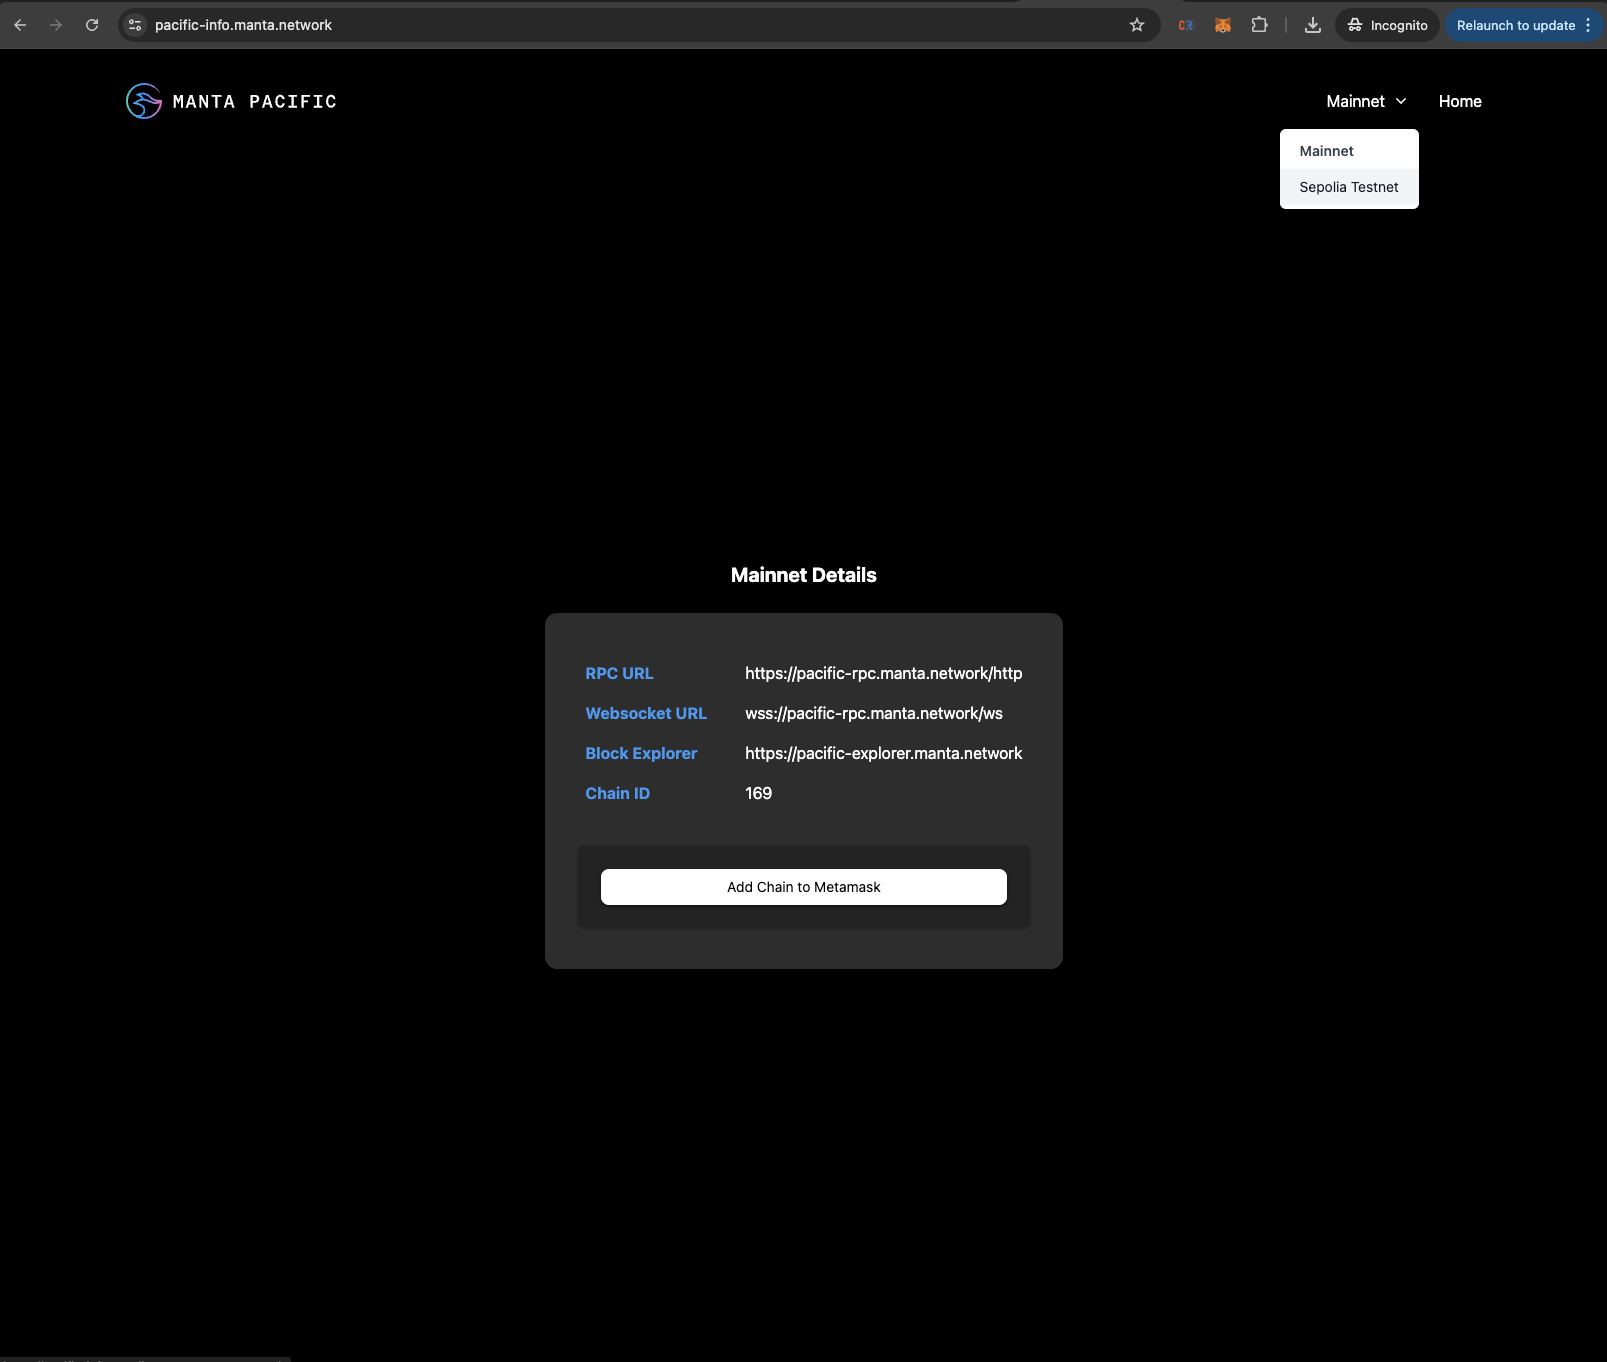 pacific-info.manta.network
Incognito
Relaunch to update
MANTA PACIFIC
Mainnet
Home
Mainnet
Sepolia Testnet
Mainnet Details
RPC URL https://pacific-rpc.manta.network/http
Websocket URL wss://pacific-rpc.manta.network/ws
Block Explorer https://pacific-explorer.manta.network
Chain ID 169
Add Chain to Metamask